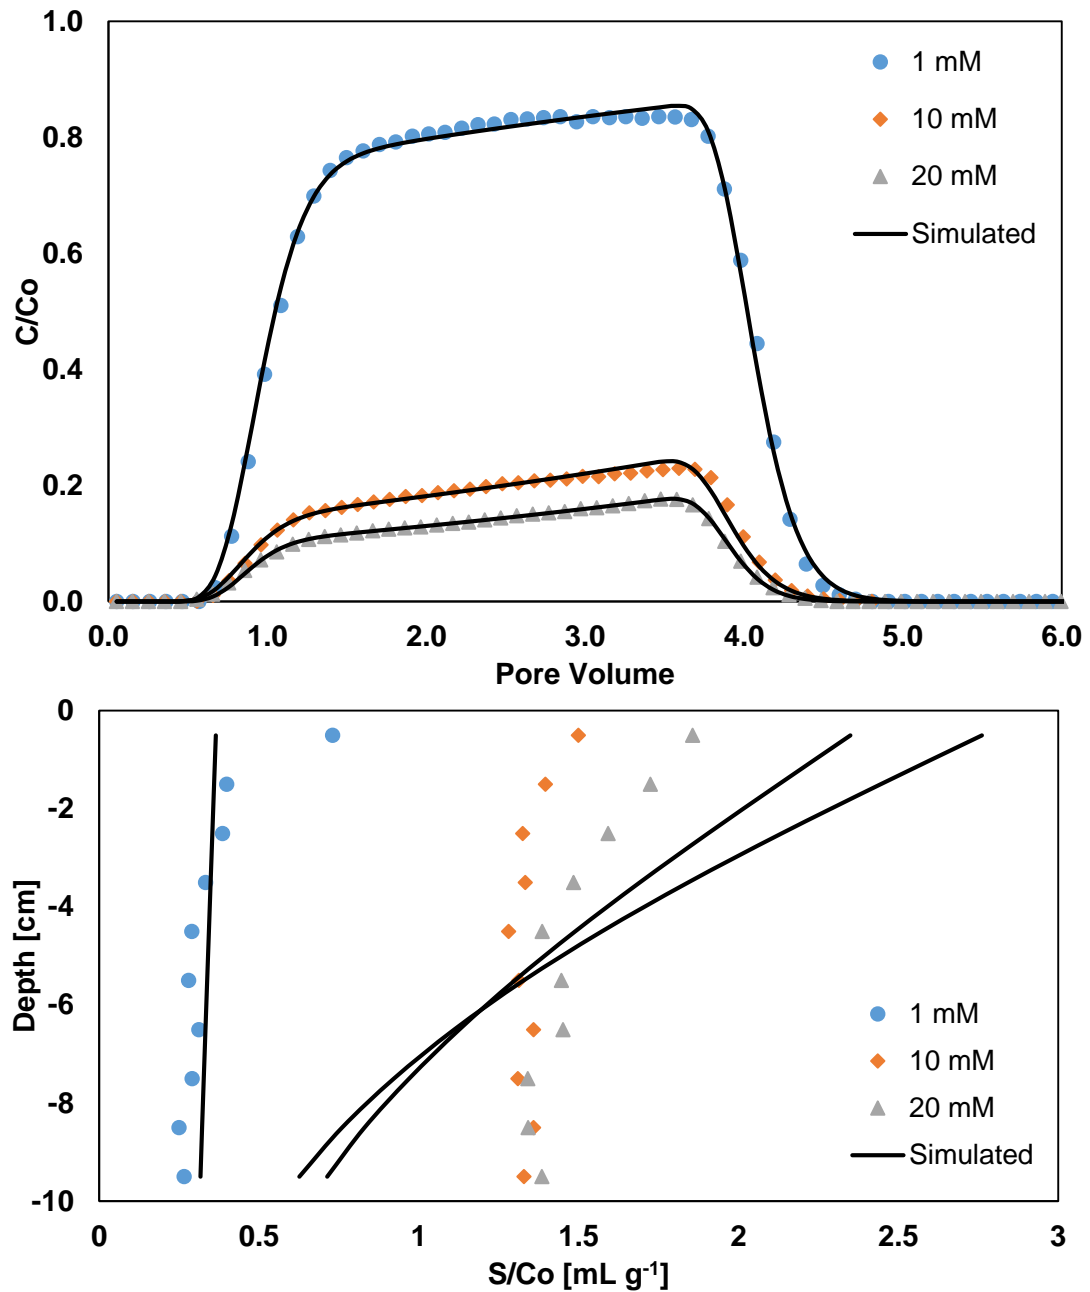 1.0
0.8
0.6
0.4
0.2
0.0
C/Co
1 mM
10 mM
20 mM
Simulated
0.0 1.0 2.0 3.0 4.0 5.0 6.0
Pore Volume
0
-2
-4
-6
-8
-10
Depth [cm]
1 mM
10 mM
20 mM
Simulated
0 0.5 1 1.5 2 2.5 3
S/Co [mL g⁻¹]